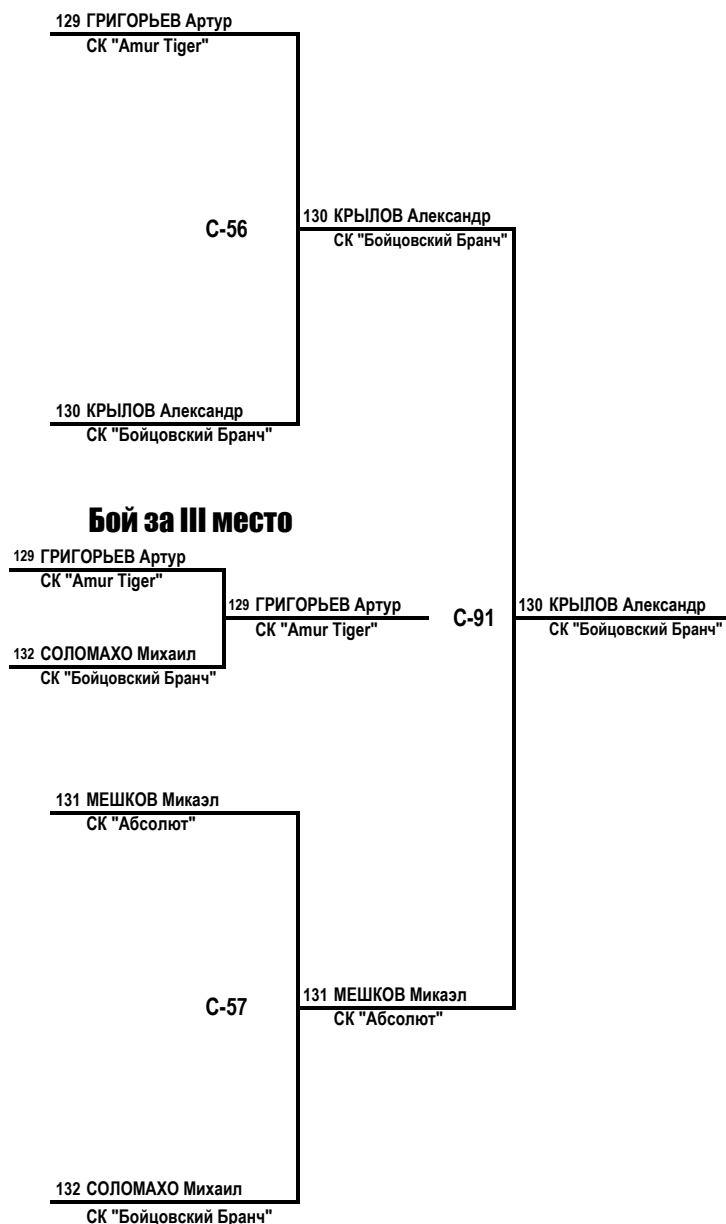 129 ГРИГОРЬЕВ Артур
СК "Amur Tiger"
С-56
130 КРЫЛОВ Александр
СК "Бойцовский Бранч"
130 КРЫЛОВ Александр
СК "Бойцовский Бранч"
Бой за III место
129 ГРИГОРЬЕВ Артур
СК "Amur Tiger"
129 ГРИГОРЬЕВ Артур
СК "Amur Tiger"
132 СОЛОМАХО Михаил
СК "Бойцовский Бранч"
С-91
130 КРЫЛОВ Александр
СК "Бойцовский Бранч"
131 МЕШКОВ Микаэл
СК "Абсолют"
С-57
131 МЕШКОВ Микаэл
СК "Абсолют"
132 СОЛОМАХО Михаил
СК "Бойцовский Бранч"